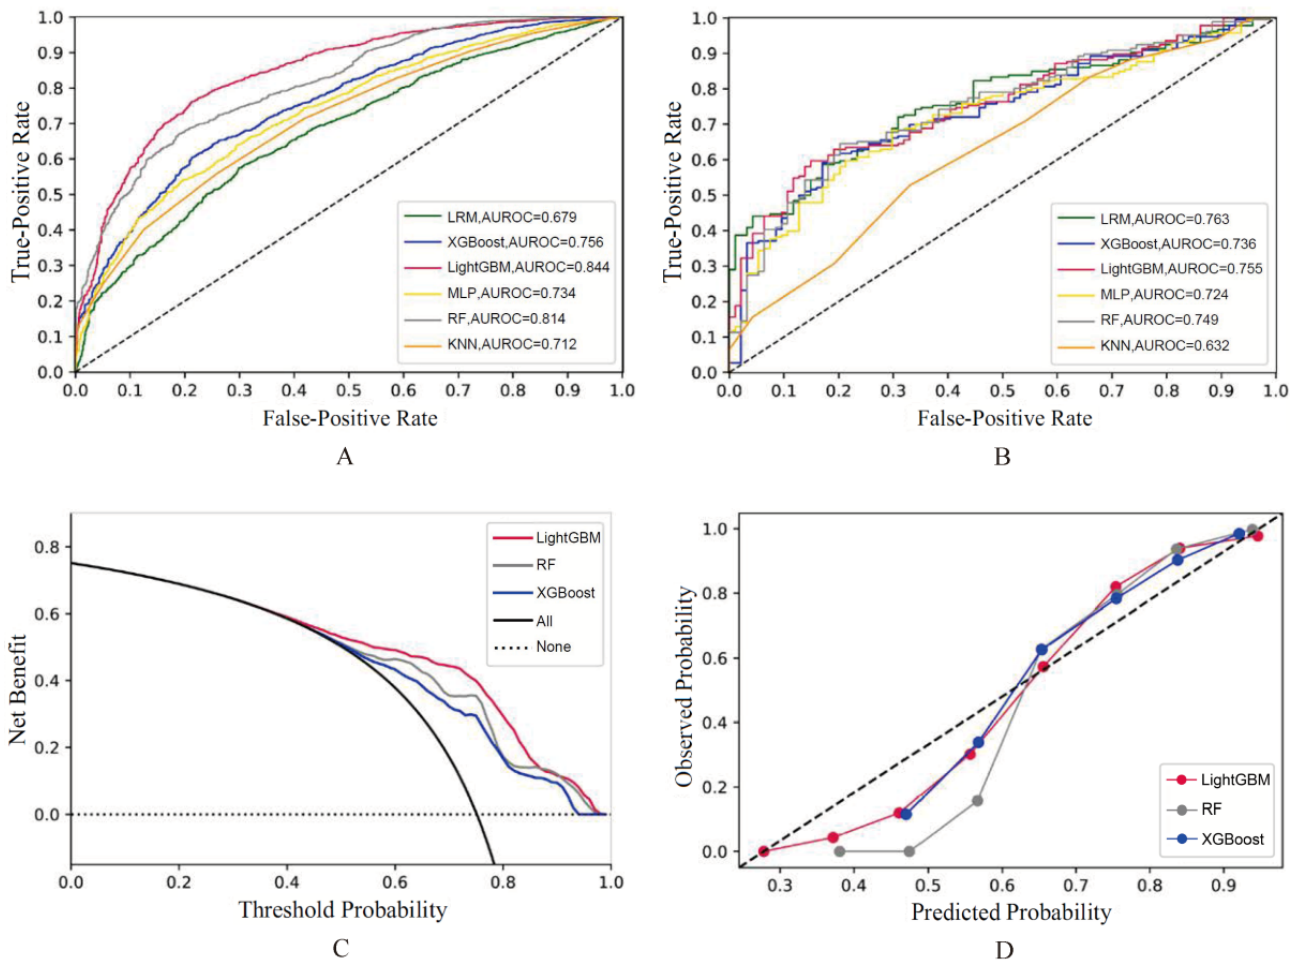 1.0
0.9
0.8
0.7
0.6
0.5
0.4
0.3
0.2
0.1
0.0
True-Positive Rate
LRM,AUROC=0.679
XGBoost,AUROC=0.756
LightGBM,AUROC=0.844
MLP,AUROC=0.734
RF,AUROC=0.814
KNN,AUROC=0.712
0.0 0.1 0.2 0.3 0.4 0.5 0.6 0.7 0.8 0.9 1.0
False-Positive Rate
A
1.0
0.9
0.8
0.7
0.6
0.5
0.4
0.3
0.2
0.1
0.0
True-Positive Rate
LRM,AUROC=0.763
XGBoost,AUROC=0.736
LightGBM,AUROC=0.755
MLP,AUROC=0.724
RF,AUROC=0.749
KNN,AUROC=0.632
0.0 0.1 0.2 0.3 0.4 0.5 0.6 0.7 0.8 0.9 1.0
False-Positive Rate
B
0.8
0.6
0.4
0.2
0.0
Net Benefit
LightGBM
RF
XGBoost
All
None
0.0 0.2 0.4 0.6 0.8 1.0
Threshold Probability
C
1.0
0.8
0.6
0.4
0.2
0.0
Observed Probability
LightGBM
RF
XGBoost
0.3 0.4 0.5 0.6 0.7 0.8 0.9
Predicted Probability
D